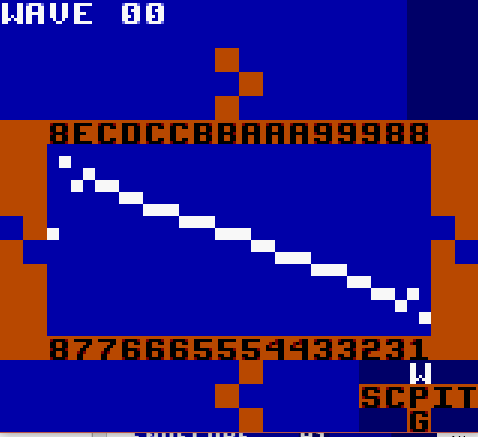 WAVE 00
8ECDCCBBAAA99988
8776665554433231
W
SCPIT
G